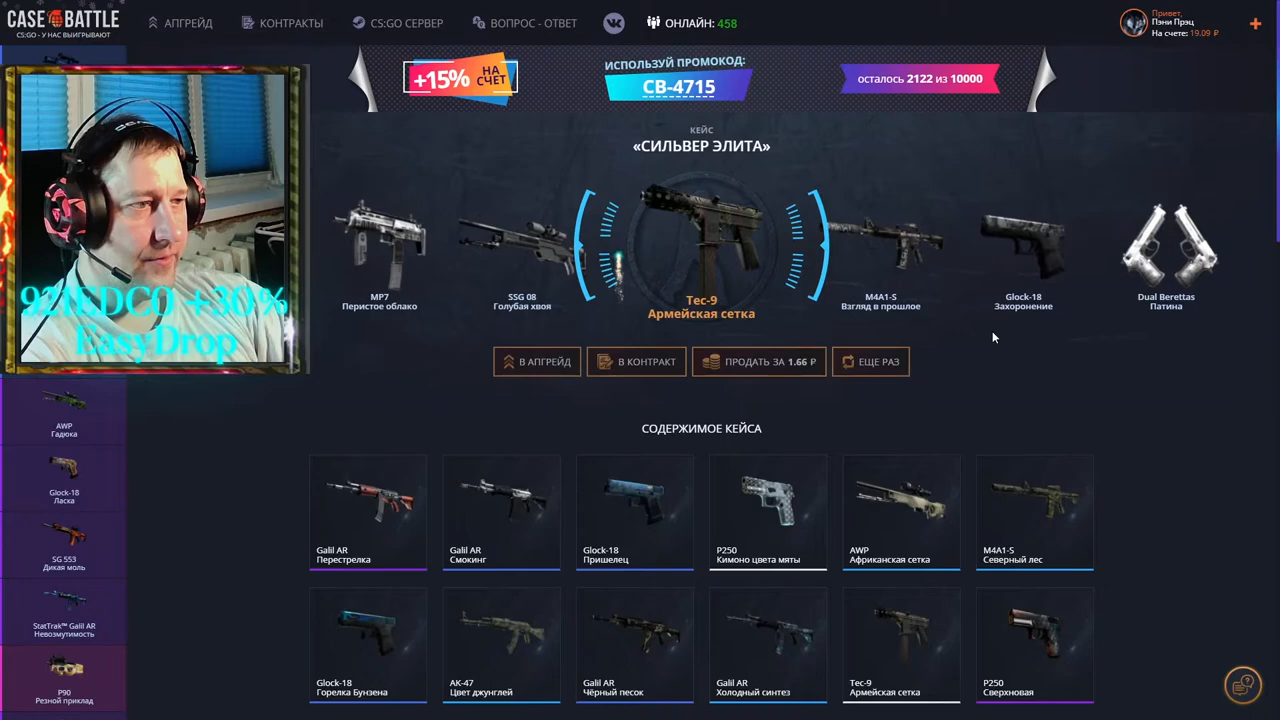 CASE BATTLE
CS:GO - У НАС ВЫИГРЫВАЮТ
АПГРЕЙД
КОНТРАКТЫ
CS:GO СЕРВЕР
ВОПРОС - ОТВЕТ
ОНЛАЙН: 458
Привет,
Пэни Прэц
На счете: 19.09 ₽
+15% НА СЧЕТ
ИСПОЛЬЗУЙ ПРОМОКОД:
CB-4715
осталось 2122 из 10000
КЕЙС
«СИЛЬВЕР ЭЛИТА»
MP7
Перистое облако
SSG 08
Голубая хвоя
Tec-9
Армейская сетка
M4A1-S
Взгляд в прошлое
Glock-18
Захоронение
Dual Berettas
Патина
921EDC0 +30%
EasyDrop
В АПГРЕЙД
В КОНТРАКТ
ПРОДАТЬ ЗА 1.66 ₽
ЕЩЕ РАЗ
AWP
Гадюка
Glock-18
Ласка
SG 553
Дикая моль
StatTrak™ Galil AR
Невозмутимость
P90
Резной приклад
СОДЕРЖИМОЕ КЕЙСА
Galil AR
Перестрелка
Galil AR
Смокинг
Glock-18
Пришелец
P250
Кимоно цвета мяты
AWP
Африканская сетка
M4A1-S
Северный лес
Glock-18
Горелка Бунзена
AK-47
Цвет джунглей
Galil AR
Чёрный песок
Galil AR
Холодный синтез
Tec-9
Армейская сетка
P250
Сверхновая